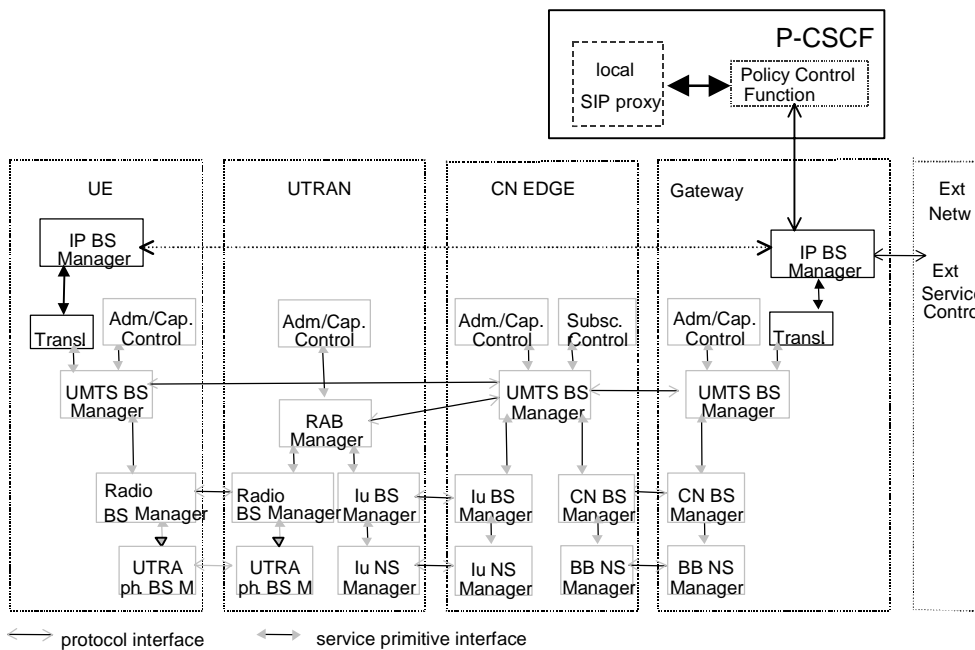 P-CSCF
local
SIP proxy
Policy Control
Function
UE
UTRAN
CN EDGE
Gateway
Ext
Netw
IP BS
Manager
IP BS
Manager
Ext
Service
Control
Transl
Adm./Cap.
Control
Adm/Cap.
Control
Adm./Cap.
Control
Subsc.
Control
Adm/Cap.
Control
Transl
UMTS BS
Manager
UMTS BS
Manager
UMTS BS
Manager
RAB
Manager
Radio
BS Manager
Radio
BS Manager
Iu BS
Manager
Iu BS
Manager
CN BS
Manager
CN BS
Manager
UTRA
ph. BS M
UTRA
ph. BS M
Iu NS
Manager
Iu NS
Manager
BB NS
Manager
BB NS
Manager
protocol interface
service primitive interface